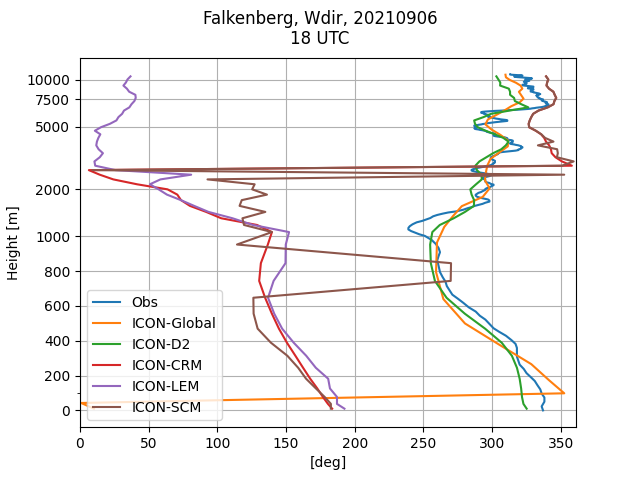 Falkenberg, Wdir, 20210906
18 UTC
Height [m]
10000
7500
5000
2000
1000
800
600
400
200
0
Obs
ICON-Global
ICON-D2
ICON-CRM
ICON-LEM
ICON-SCM
0 50 100 150 200 250 300 350
[deg]